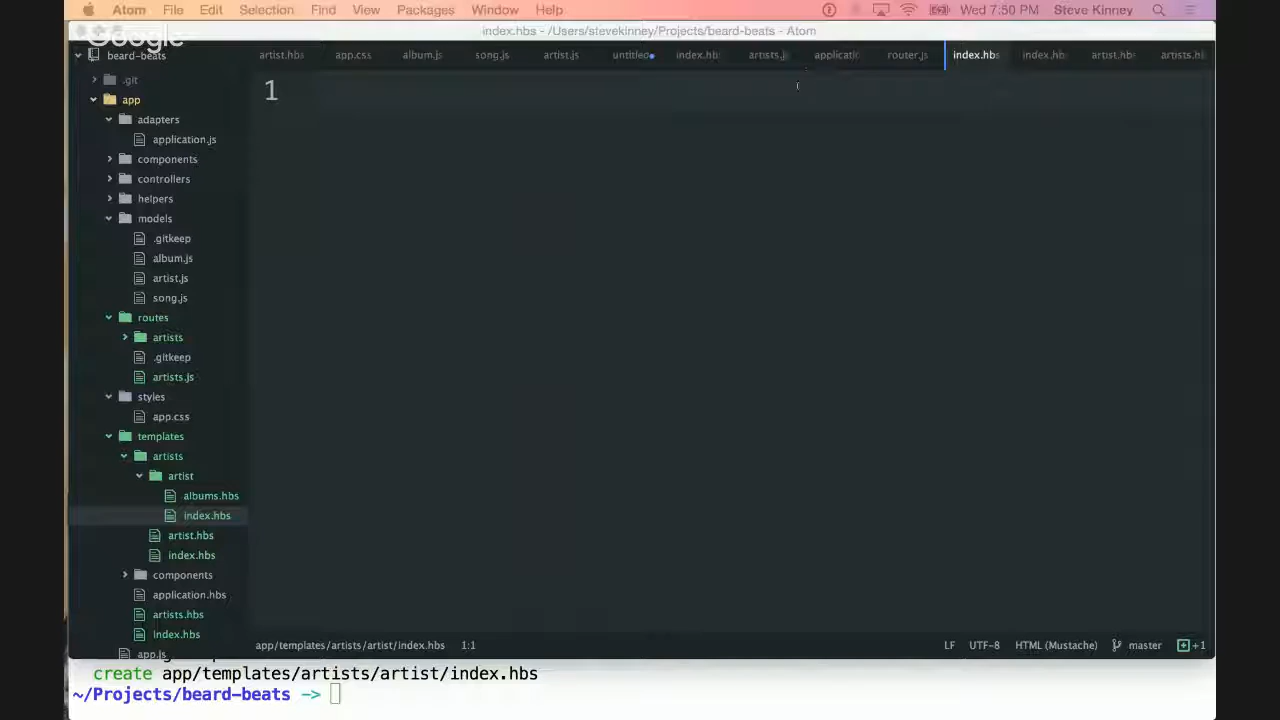 Atom File Edit Selection Find View Packages Window Help Wed 7:50 PM Steve Kinney
Google
index.hbs - /Users/stevekinney/Projects/beard-beats - Atom
beard-beats
artist.hbs app.css album.js song.js artist.js untitled index.hb artists.j applicatic router.js index.hbs index.hb artist.hb artists.h
.git
app
adapters
application.js
components
controllers
helpers
models
.gitkeep
album.js
artist.js
song.js
routes
artists
.gitkeep
artists.js
styles
app.css
templates
artists
artist
albums.hbs
index.hbs
artist.hbs
index.hbs
components
application.hbs
artists.hbs
index.hbs
app.js
1
app/templates/artists/artist/index.hbs 1:1 LF UTF-8 HTML (Mustache) master +1
create app/templates/artists/artist/index.hbs
~/Projects/beard-beats ->